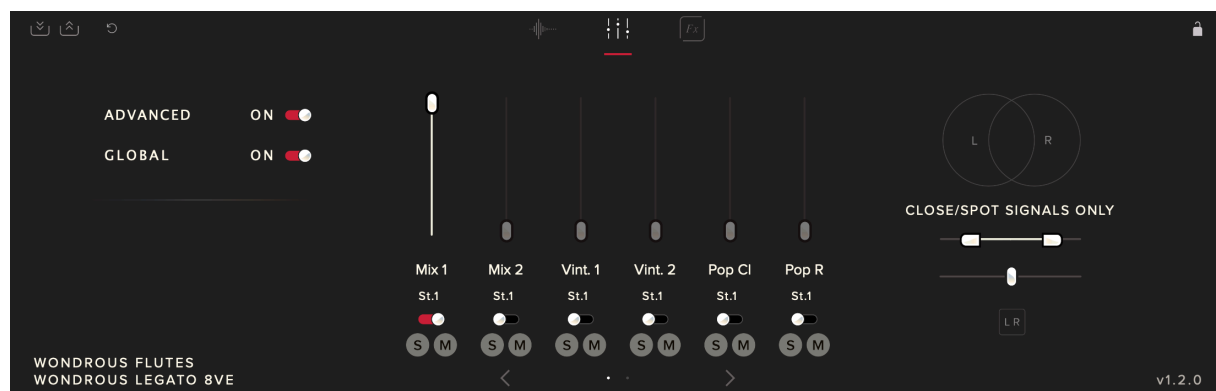 Fx
ADVANCED ON
GLOBAL ON
L R
CLOSE/SPOT SIGNALS ONLY
Mix 1 Mix 2 Vint. 1 Vint. 2 Pop Cl Pop R
St.1 St.1 St.1 St.1 St.1 St.1
L R
S M S M S M S M S M S M
WONDROUS FLUTES
WONDROUS LEGATO 8VE
v1.2.0